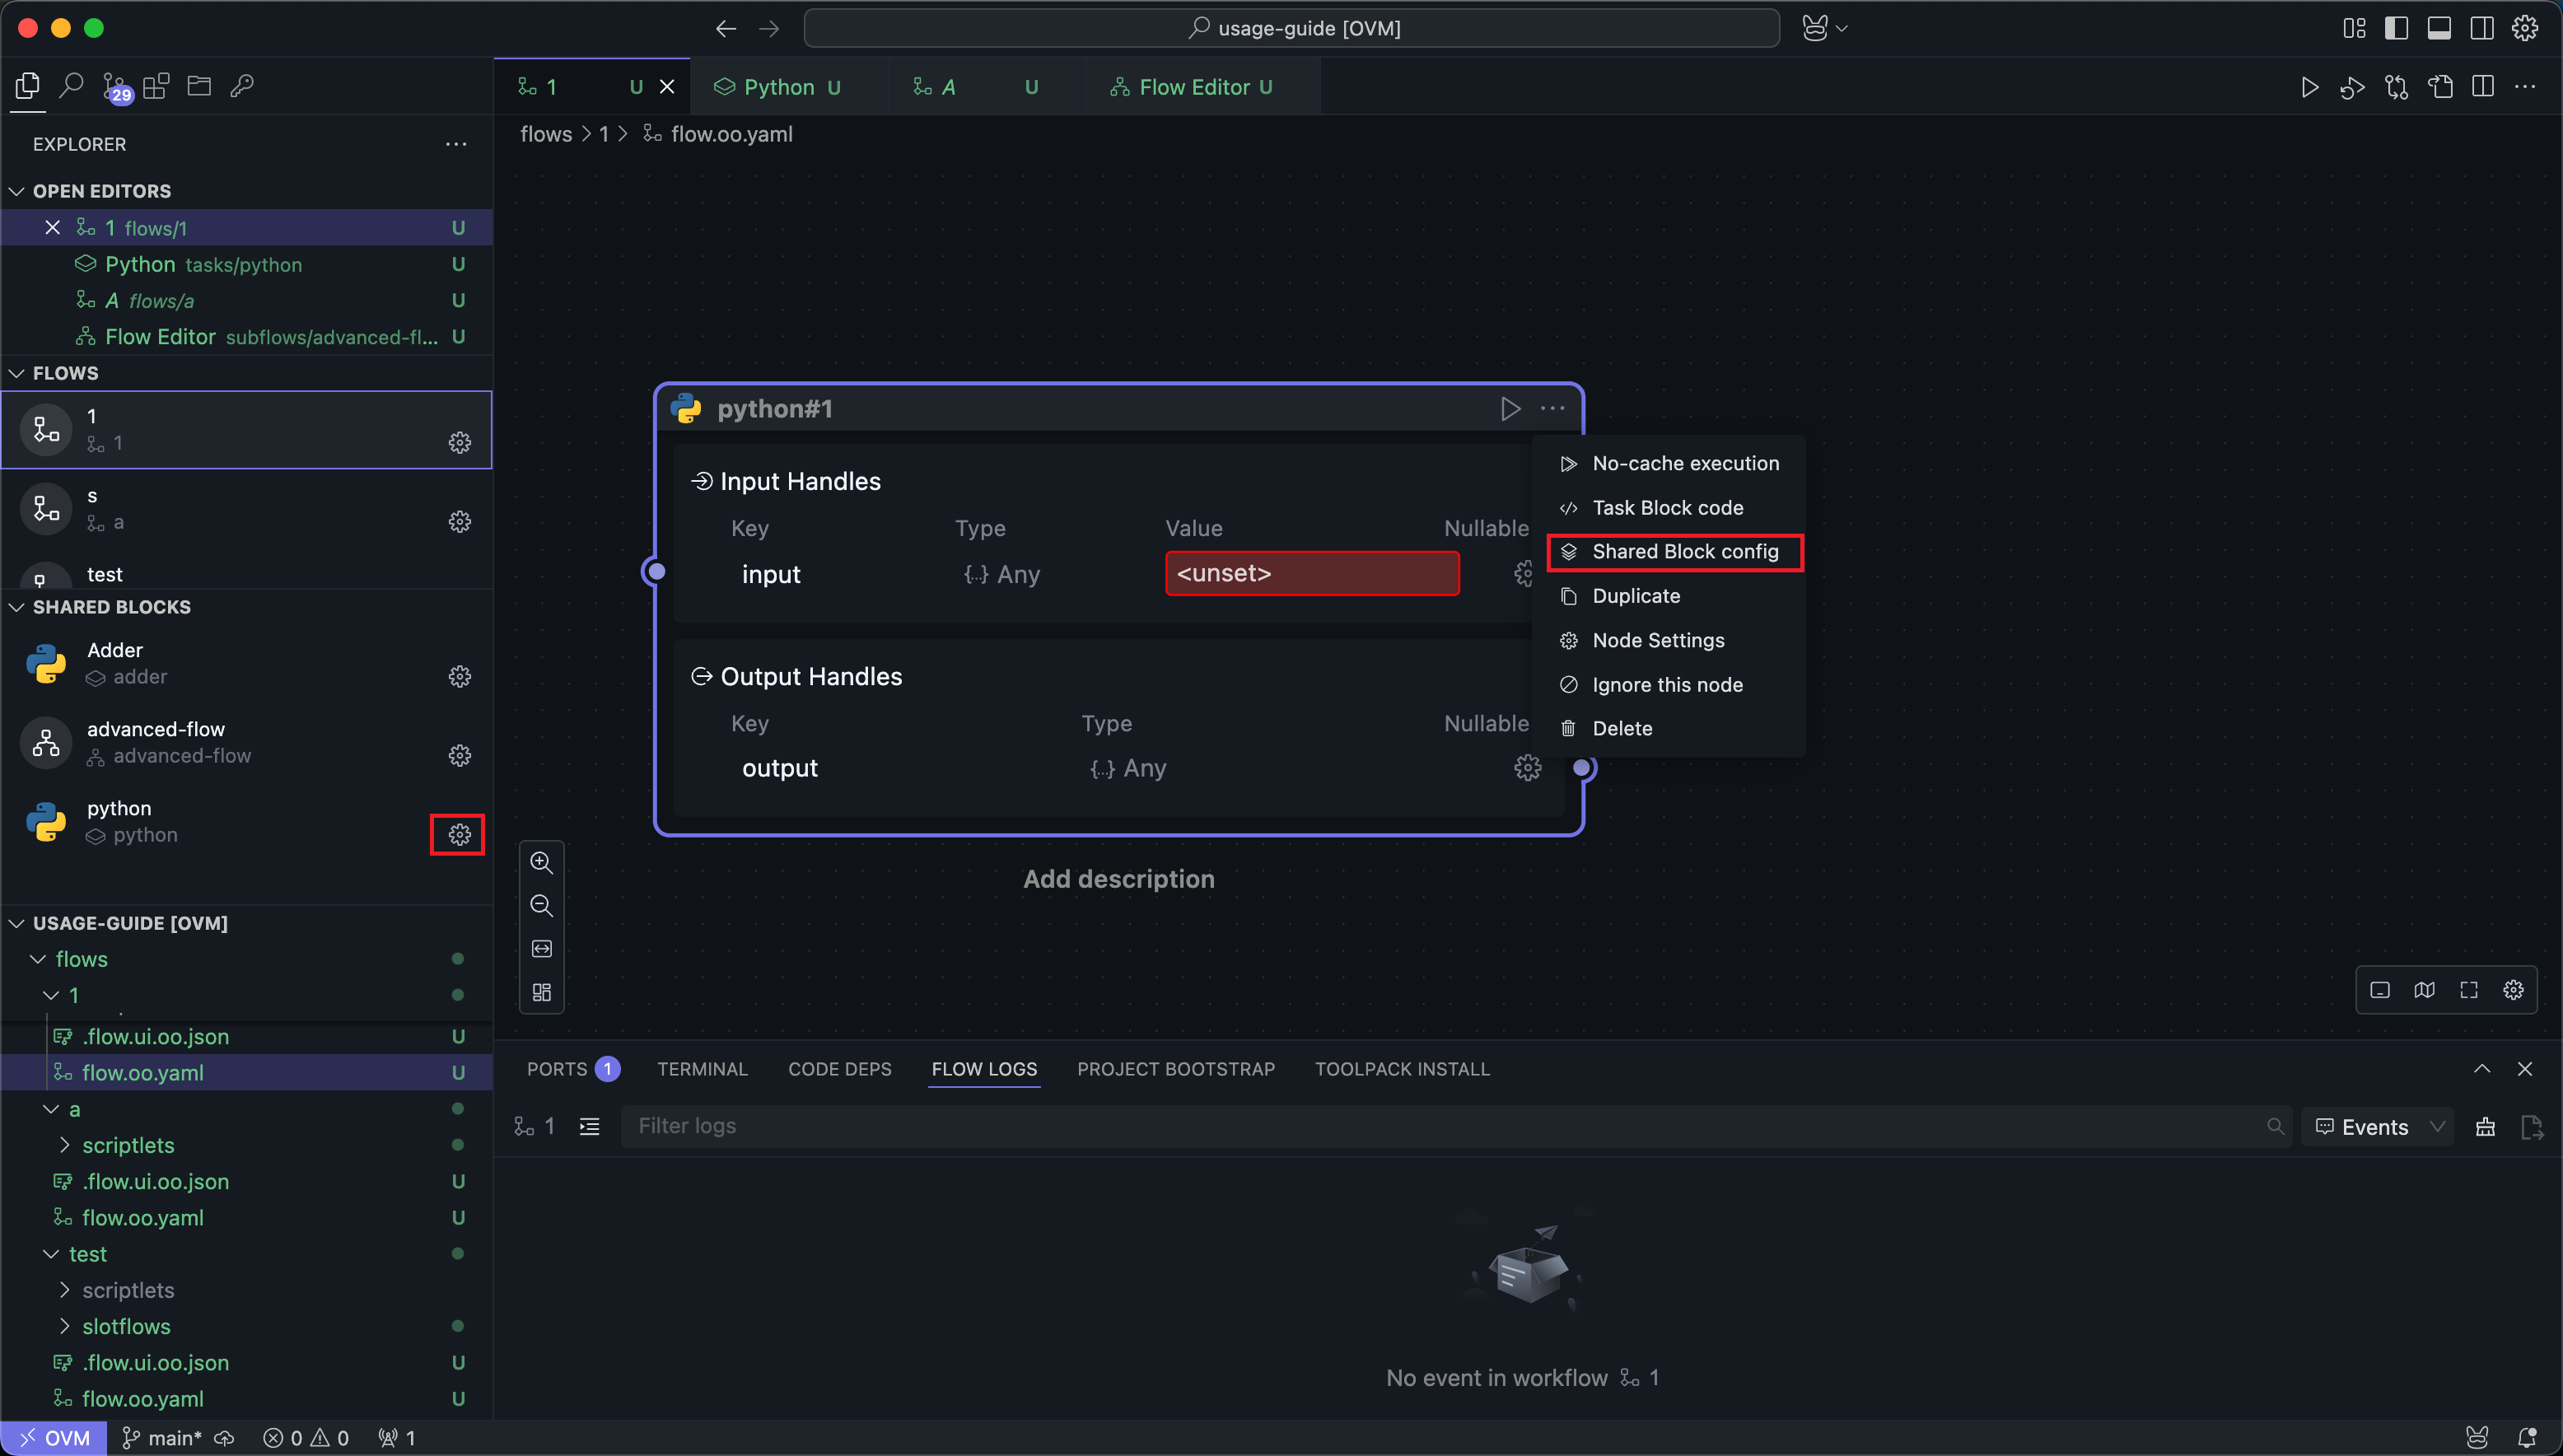 usage-guide [OVM]
29
1 U
Python U
A U
Flow Editor U
EXPLORER
flows > 1 > flow.oo.yaml
OPEN EDITORS
1 flows/1 U
Python tasks/python U
A flows/a U
Flow Editor subflows/advanced-fl... U
FLOWS
1
1
s
a
test
SHARED BLOCKS
Adder
adder
advanced-flow
advanced-flow
python
python
USAGE-GUIDE [OVM]
flows
1
.flow.ui.oo.json U
flow.oo.yaml U
a
scriptlets
.flow.ui.oo.json U
flow.oo.yaml U
test
scriptlets
slotflows
.flow.ui.oo.json U
flow.oo.yaml U
python#1
Input Handles
Key Type Value Nullable
input {...} Any <unset>
Output Handles
Key Type Nullable
output {...} Any
Add description
No-cache execution
Task Block code
Shared Block config
Duplicate
Node Settings
Ignore this node
Delete
PORTS 1 TERMINAL CODE DEPS FLOW LOGS PROJECT BOOTSTRAP TOOLPACK INSTALL
1 Filter logs Events
No event in workflow 1
OVM main* 0 0 1